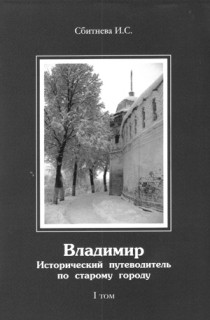 Сбитнева И.С.
Владимир
Исторический путеводитель
по старому городу
I том